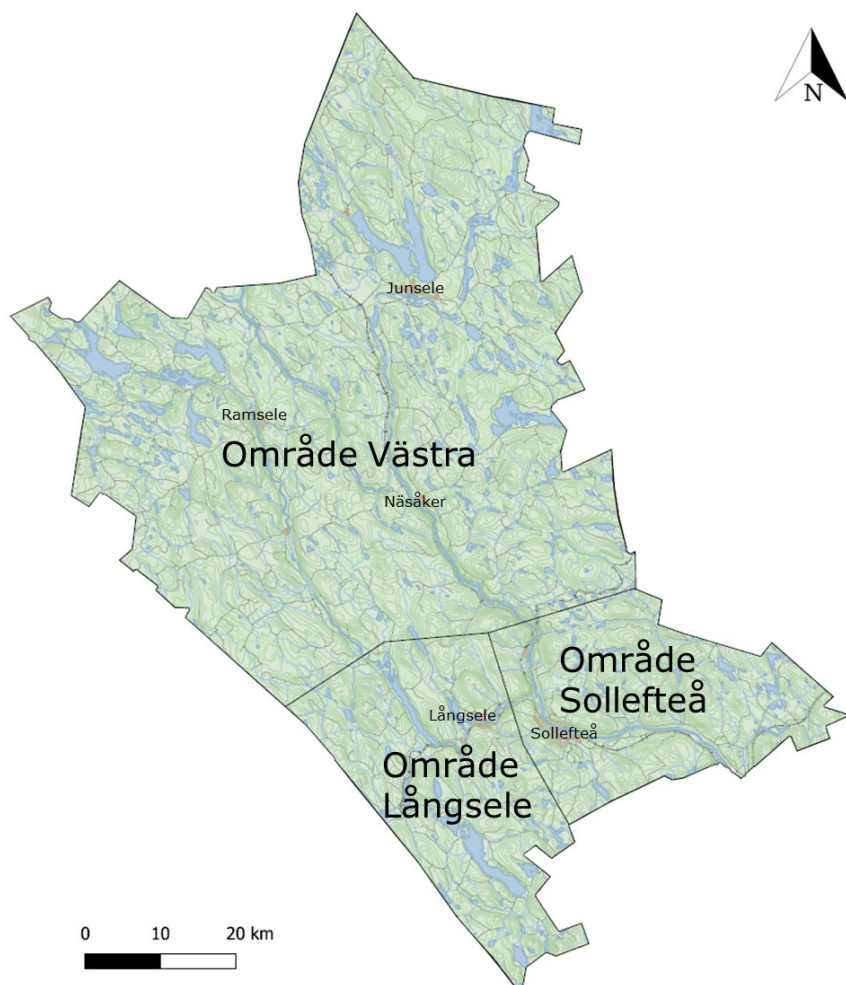 N
Junsele
Ramsele
Område Västra
Näsåker
Område
Sollefteå
Långsele
Sollefteå
Område
Långsele
0 10 20 km